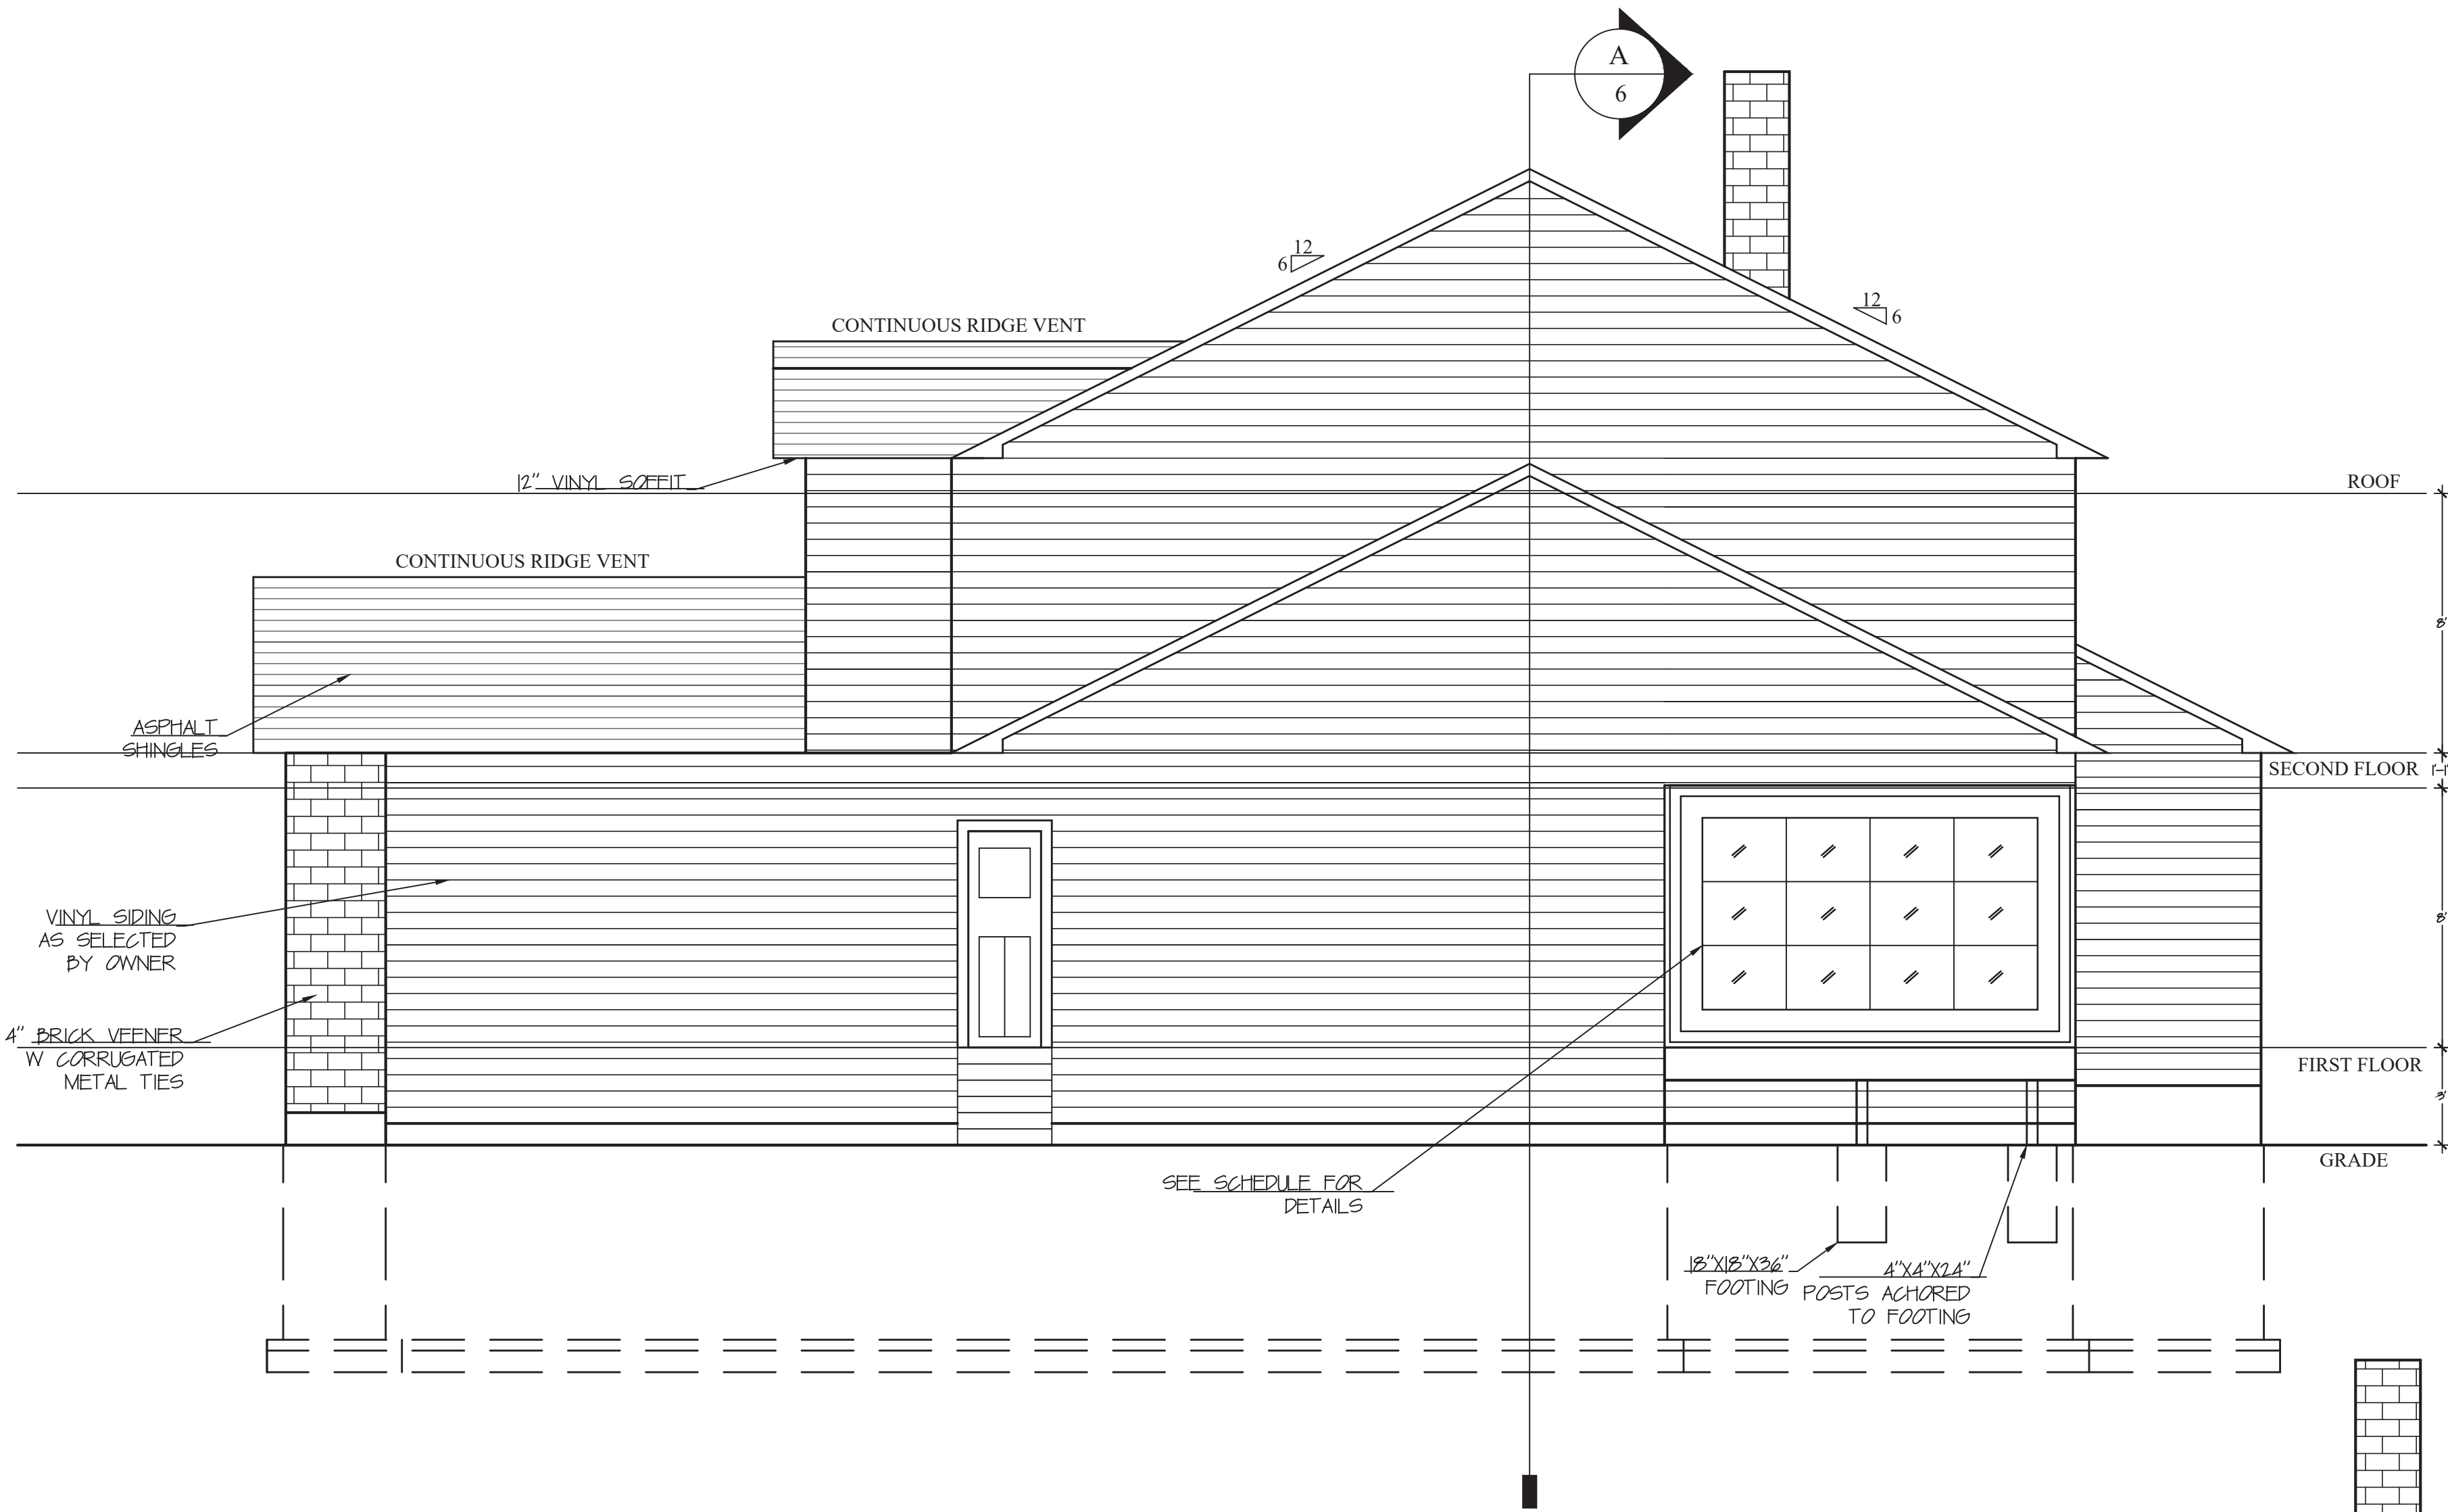 A
6
12
6
12
6
CONTINUOUS RIDGE VENT
12" VINYL SOFFIT
ROOF
CONTINUOUS RIDGE VENT
8'
ASPHALT
SHINGLES
SECOND FLOOR
VINYL SIDING
AS SELECTED
BY OWNER
8'
4" BRICK VEENER
W CORRUGATED
METAL TIES
FIRST FLOOR
3'
GRADE
SEE SCHEDULE FOR
DETAILS
18"X18"X36"
FOOTING
4"X4"X24"
POSTS ACHORED
TO FOOTING